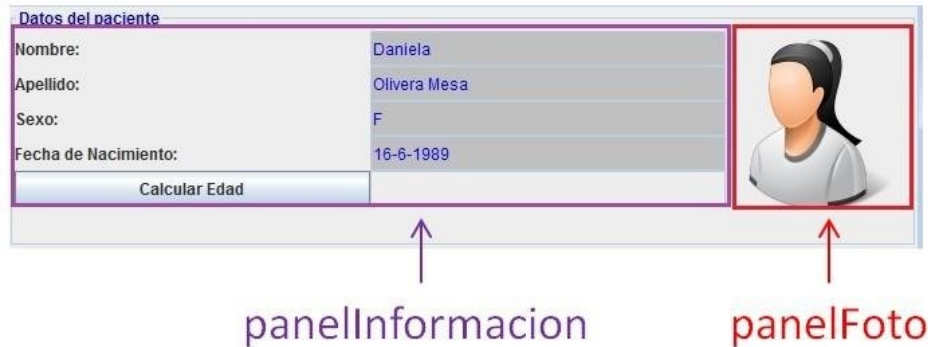 Datos del paciente
Nombre: Daniela
Apellido: Olivera Mesa
Sexo: F
Fecha de Nacimiento: 16-6-1989
Calcular Edad
panelInformacion panelFoto